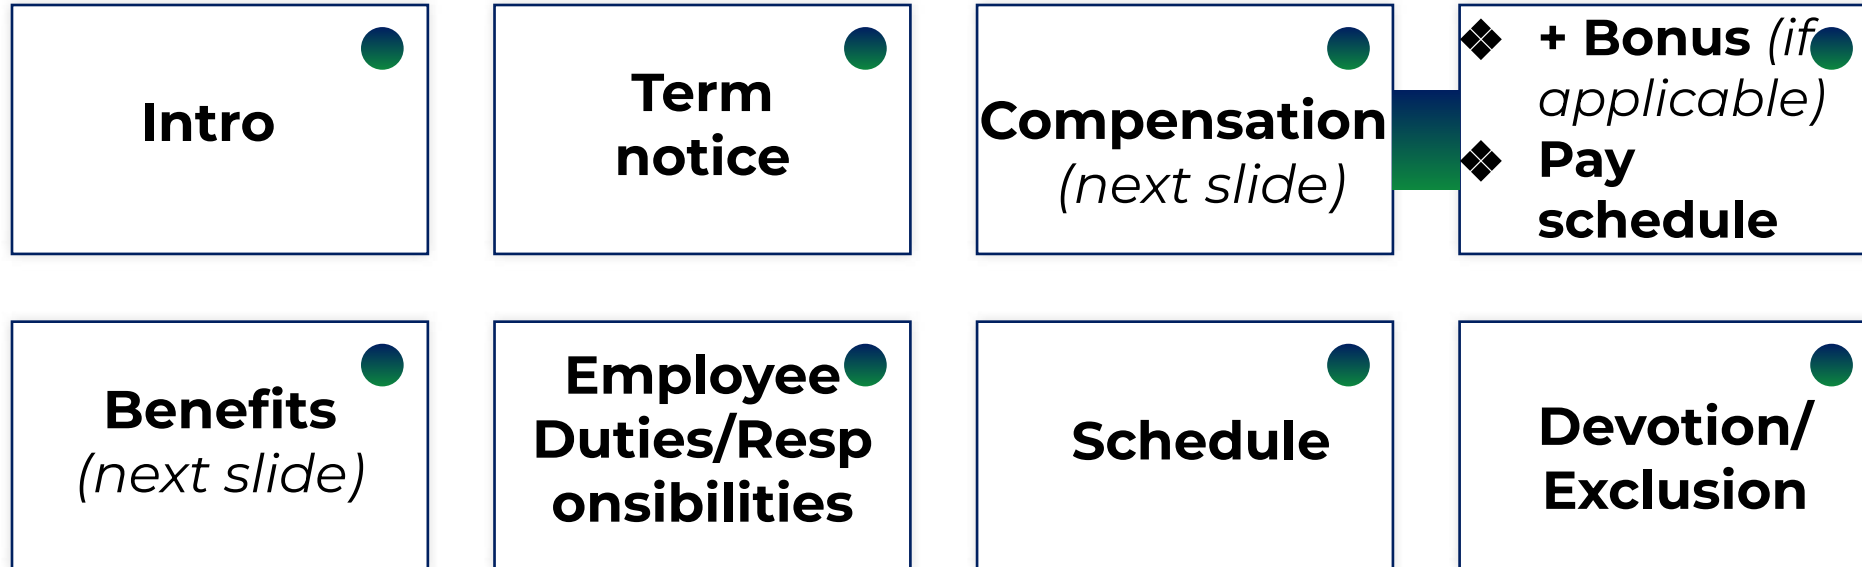 Intro
Term
notice
Compensation
(next slide)
❖ + Bonus (if
applicable)
❖ Pay
schedule
Benefits
(next slide)
Employee
Duties/Resp
onsibilities
Schedule
Devotion/
Exclusion